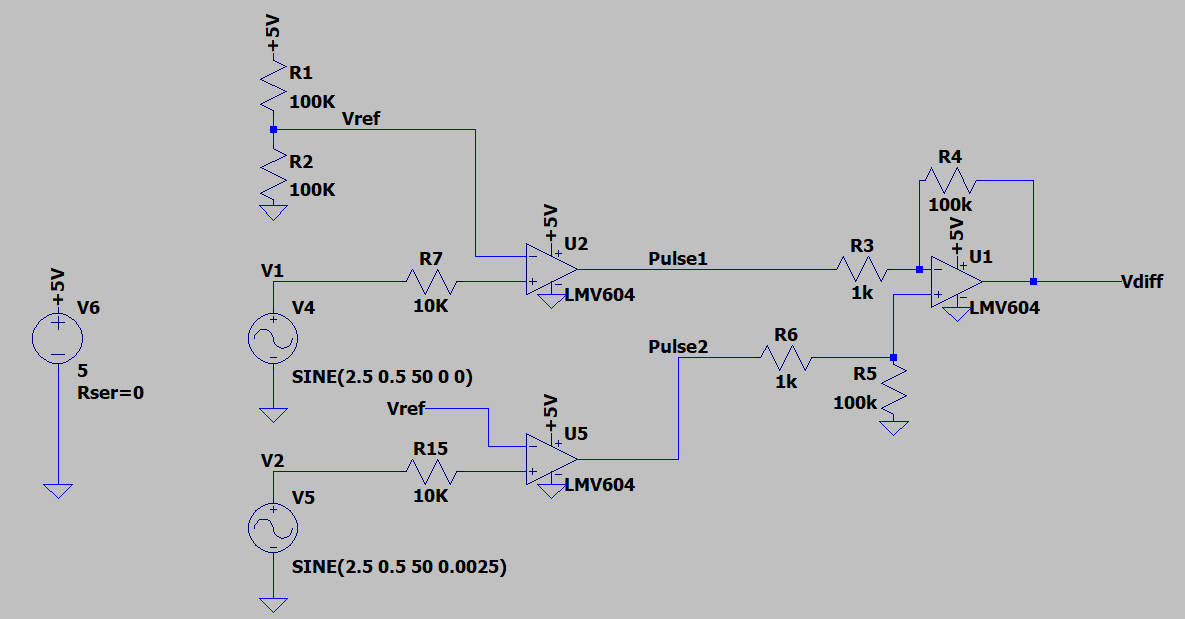 +5V
R1
100K
Vref
R2
100K
+5V
V6
5
Rser=0
V1
R7
10K
V4
SINE(2.5 0.5 50 0 0)
+5V
U2
LMV604
Pulse1
R3
1k
R4
100k
+5V
U1
LMV604
Vdiff
Pulse2
R6
1k
R5
100k
Vref
+5V
U5
LMV604
V2
R15
10K
V5
SINE(2.5 0.5 50 0.0025)